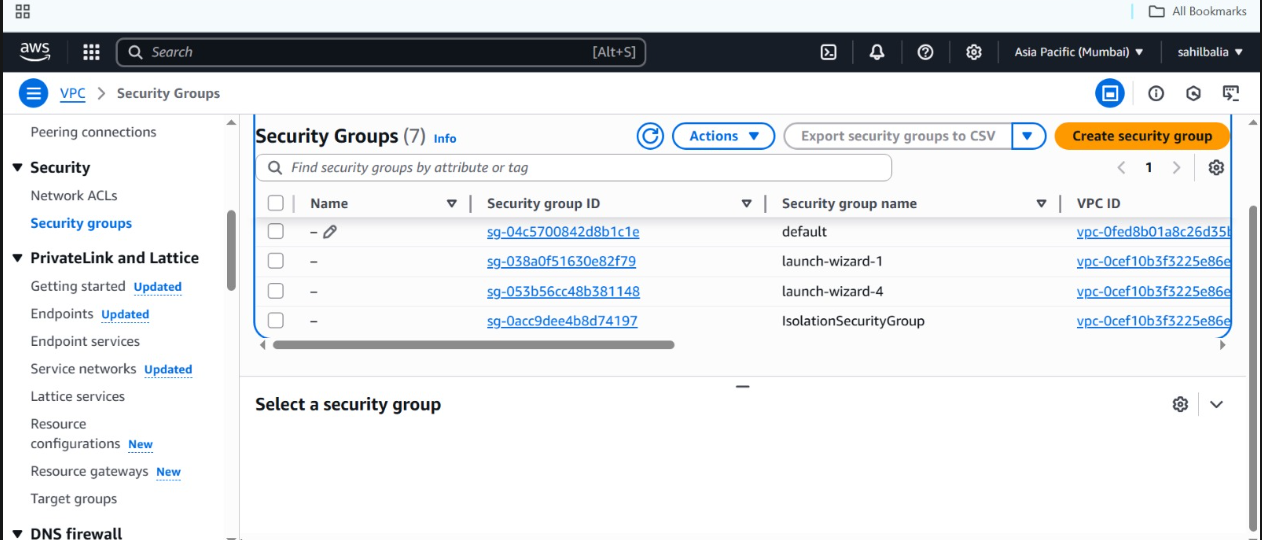 All Bookmarks
aws
Search [Alt+S] Asia Pacific (Mumbai) sahilbalia
VPC > Security Groups
Peering connections
Security
Network ACLs
Security groups
PrivateLink and Lattice
Getting started Updated
Endpoints Updated
Endpoint services
Service networks Updated
Lattice services
Resource
configurations New
Resource gateways New
Target groups
DNS firewall
Security Groups (7) Info Actions Export security groups to CSV Create security group
Find security groups by attribute or tag 1
Name Security group ID Security group name VPC ID
– sg-04c5700842d8b1c1e default vpc-0fed8b01a8c26d35
– sg-038a0f51630e82f79 launch-wizard-1 vpc-0cef10b3f3225e86e
– sg-053b56cc48b381148 launch-wizard-4 vpc-0cef10b3f3225e86e
– sg-0acc9dee4b8d74197 IsolationSecurityGroup vpc-0cef10b3f3225e86e
Select a security group